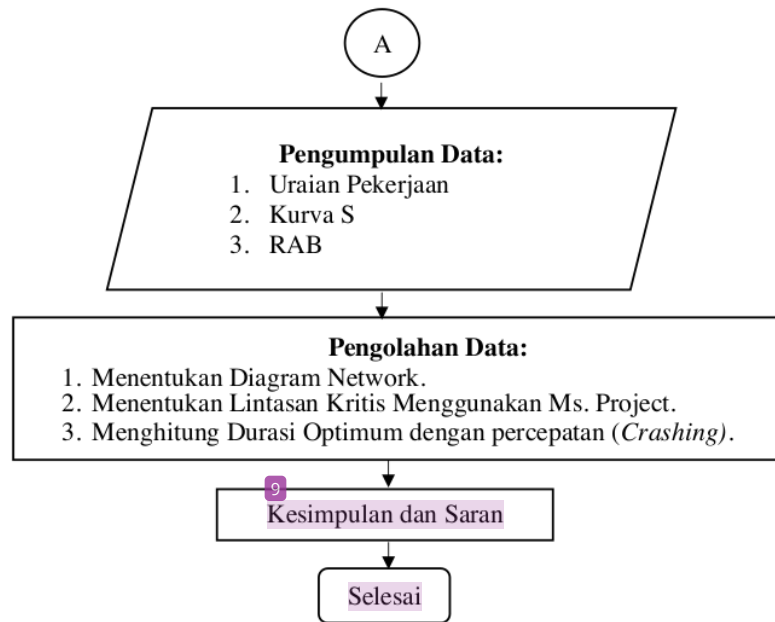 A
Pengumpulan Data:
1. Uraian Pekerjaan
2. Kurva S
3. RAB
Pengolahan Data:
1. Menentukan Diagram Network.
2. Menentukan Lintasan Kritis Menggunakan Ms. Project.
3. Menghitung Durasi Optimum dengan percepatan (Crashing).
9
Kesimpulan dan Saran
Selesai